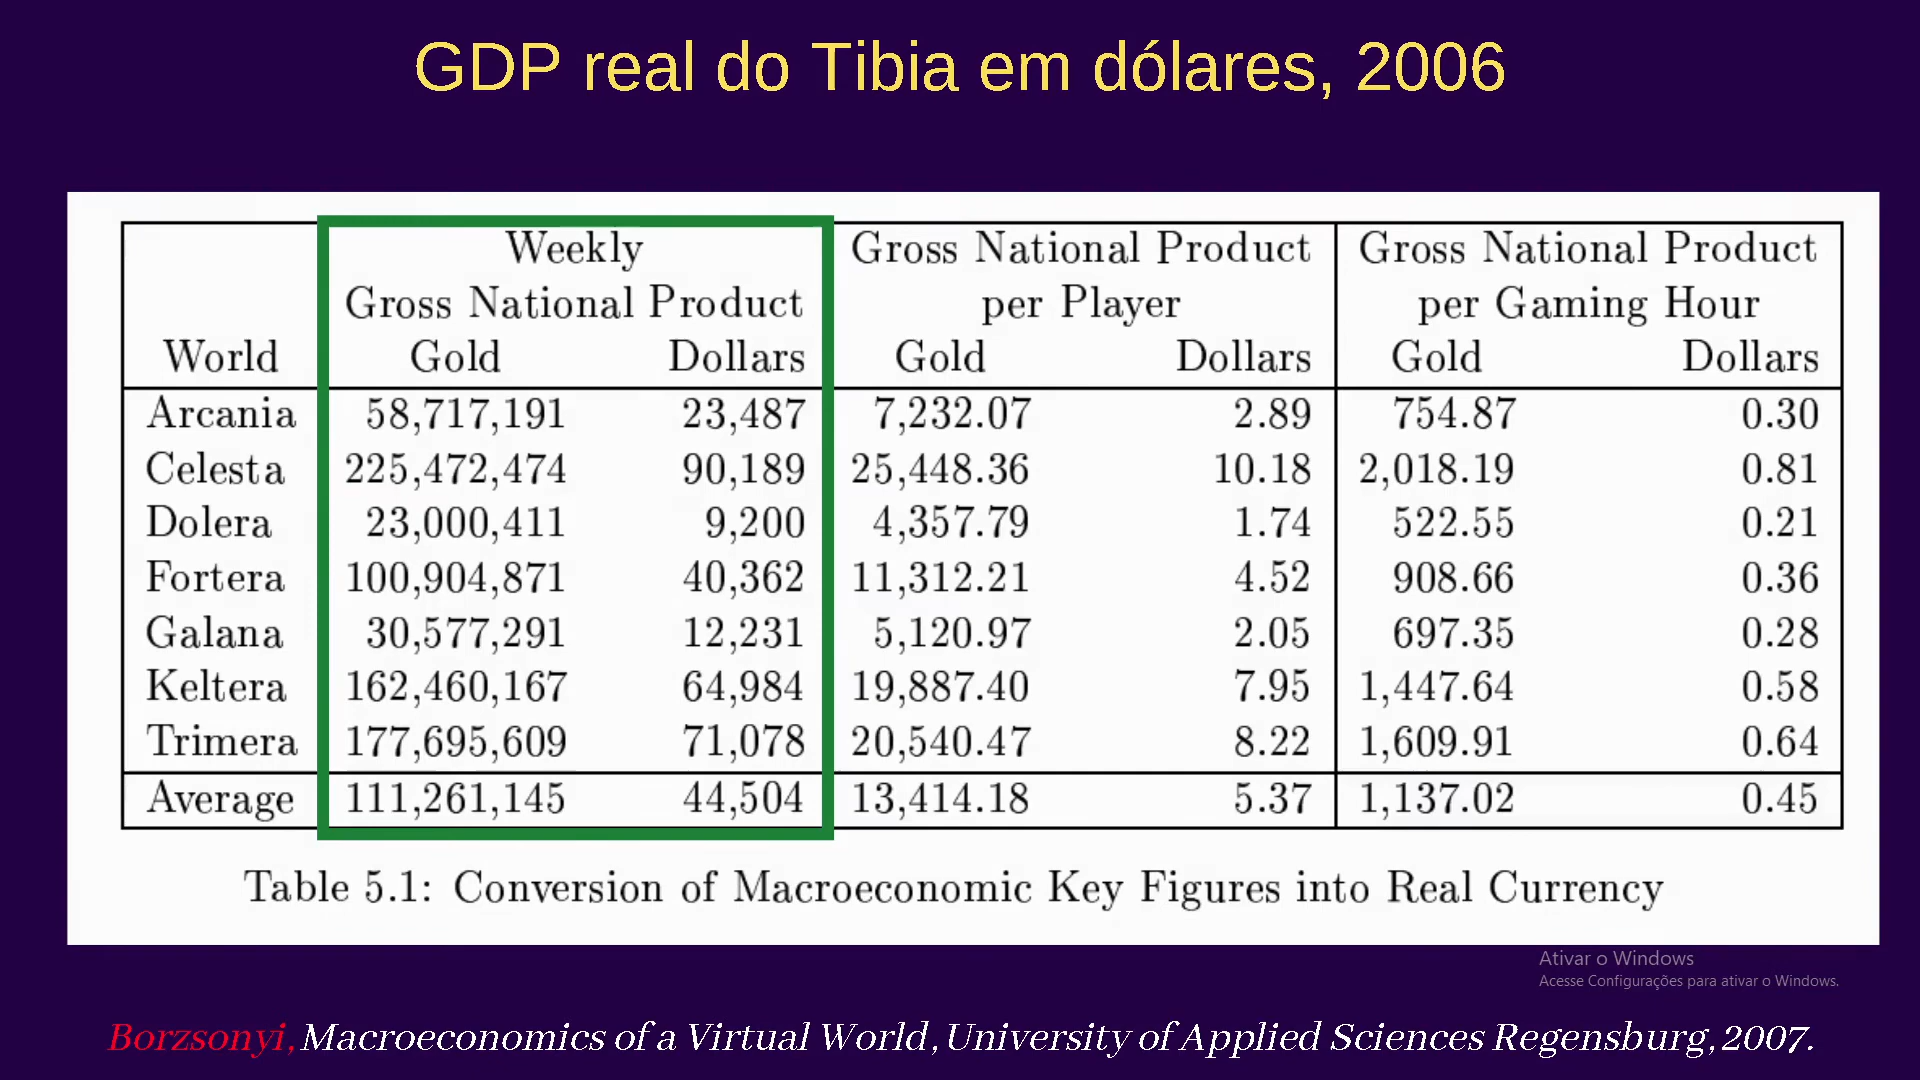 GDP real do Tibia em dólares, 2006
Weekly Gross National Product Gross National Product
Gross National Product per Player per Gaming Hour
World Gold Dollars Gold Dollars Gold Dollars
Arcania 58,717,191 23,487 7,232.07 2.89 754.87 0.30
Celesta 225,472,474 90,189 25,448.36 10.18 2,018.19 0.81
Dolera 23,000,411 9,200 4,357.79 1.74 522.55 0.21
Fortera 100,904,871 40,362 11,312.21 4.52 908.66 0.36
Galana 30,577,291 12,231 5,120.97 2.05 697.35 0.28
Keltera 162,460,167 64,984 19,887.40 7.95 1,447.64 0.58
Trimera 177,695,609 71,078 20,540.47 8.22 1,609.91 0.64
Average 111,261,145 44,504 13,414.18 5.37 1,137.02 0.45
Table 5.1: Conversion of Macroeconomic Key Figures into Real Currency
Ativar o Windows
Acesse Configurações para ativar o Windows.
Borzsonyi, Macroeconomics of a Virtual World, University of Applied Sciences Regensburg, 2007.